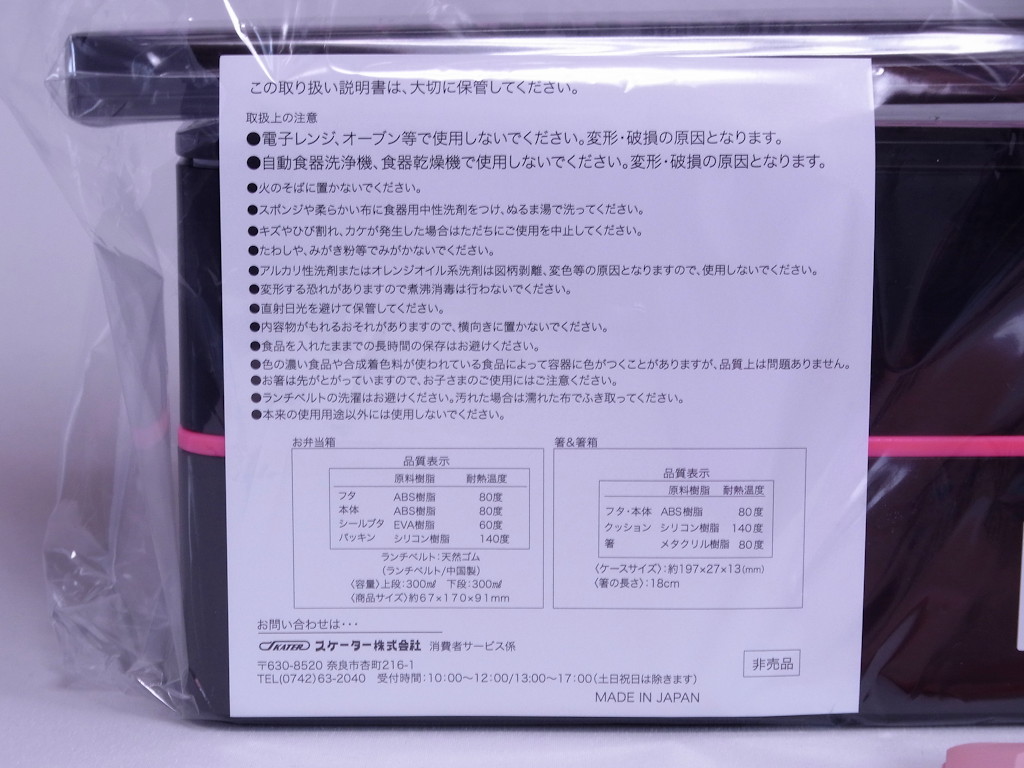 この取り扱い説明書は、大切に保管してください。
取扱上の注意
●電子レンジ、オーブン等で使用しないでください。変形・破損の原因となります。
●自動食器洗浄機、食器乾燥機で使用しないでください。変形・破損の原因となります。
●火のそばに置かないでください。
●スポンジや柔らかい布に食器用中性洗剤をつけ、ぬるま湯で洗ってください。
●キズやひび割れ、カケが発生した場合はただちにご使用を中止してください。
●たわしや、みがき粉等でみがかないでください。
●アルカリ性洗剤またはオレンジオイル系洗剤は図柄剥離、変色等の原因となりますので、使用しないでください。
●変形する恐れがありますので煮沸消毒は行わないでください。
●直射日光を避けて保管してください。
●内容物がもれるおそれがありますので、横向きに置かないでください。
●食品を入れたままでの長時間の保存はお避けください。
●色の濃い食品や合成着色料が使われている食品によって容器に色がつくことがありますが、品質上は問題ありません。
●お箸は先がとがっていますので、お子さまのご使用にはご注意ください。
●ランチベルトの洗濯はお避けください。汚れた場合は濡れた布でふき取ってください。
●本来の使用用途以外には使用しないでください。
お弁当箱
品質表示
原料樹脂 耐熱温度
フタ ABS樹脂 80度
本体 ABS樹脂 80度
シールブタ EVA樹脂 60度
パッキン シリコン樹脂 140度
ランチベルト:天然ゴム
(ランチベルト/中国製)
〈容量〉上段:300㎖ 下段:300㎖
〈商品サイズ〉約67×170×91mm
箸&箸箱
品質表示
原料樹脂 耐熱温度
フタ・本体 ABS樹脂 80度
クッション シリコン樹脂 140度
箸 メタクリル樹脂 80度
〈ケースサイズ〉:約197×27×13(mm)
〈箸の長さ〉:18cm
お問い合わせは・・・
SKATER スケーター株式会社 消費者サービス係
〒630-8520 奈良市杏町216-1
TEL(0742)63-2040 受付時間:10:00〜12:00/13:00〜17:00(土日祝日は除きます)
非売品
MADE IN JAPAN